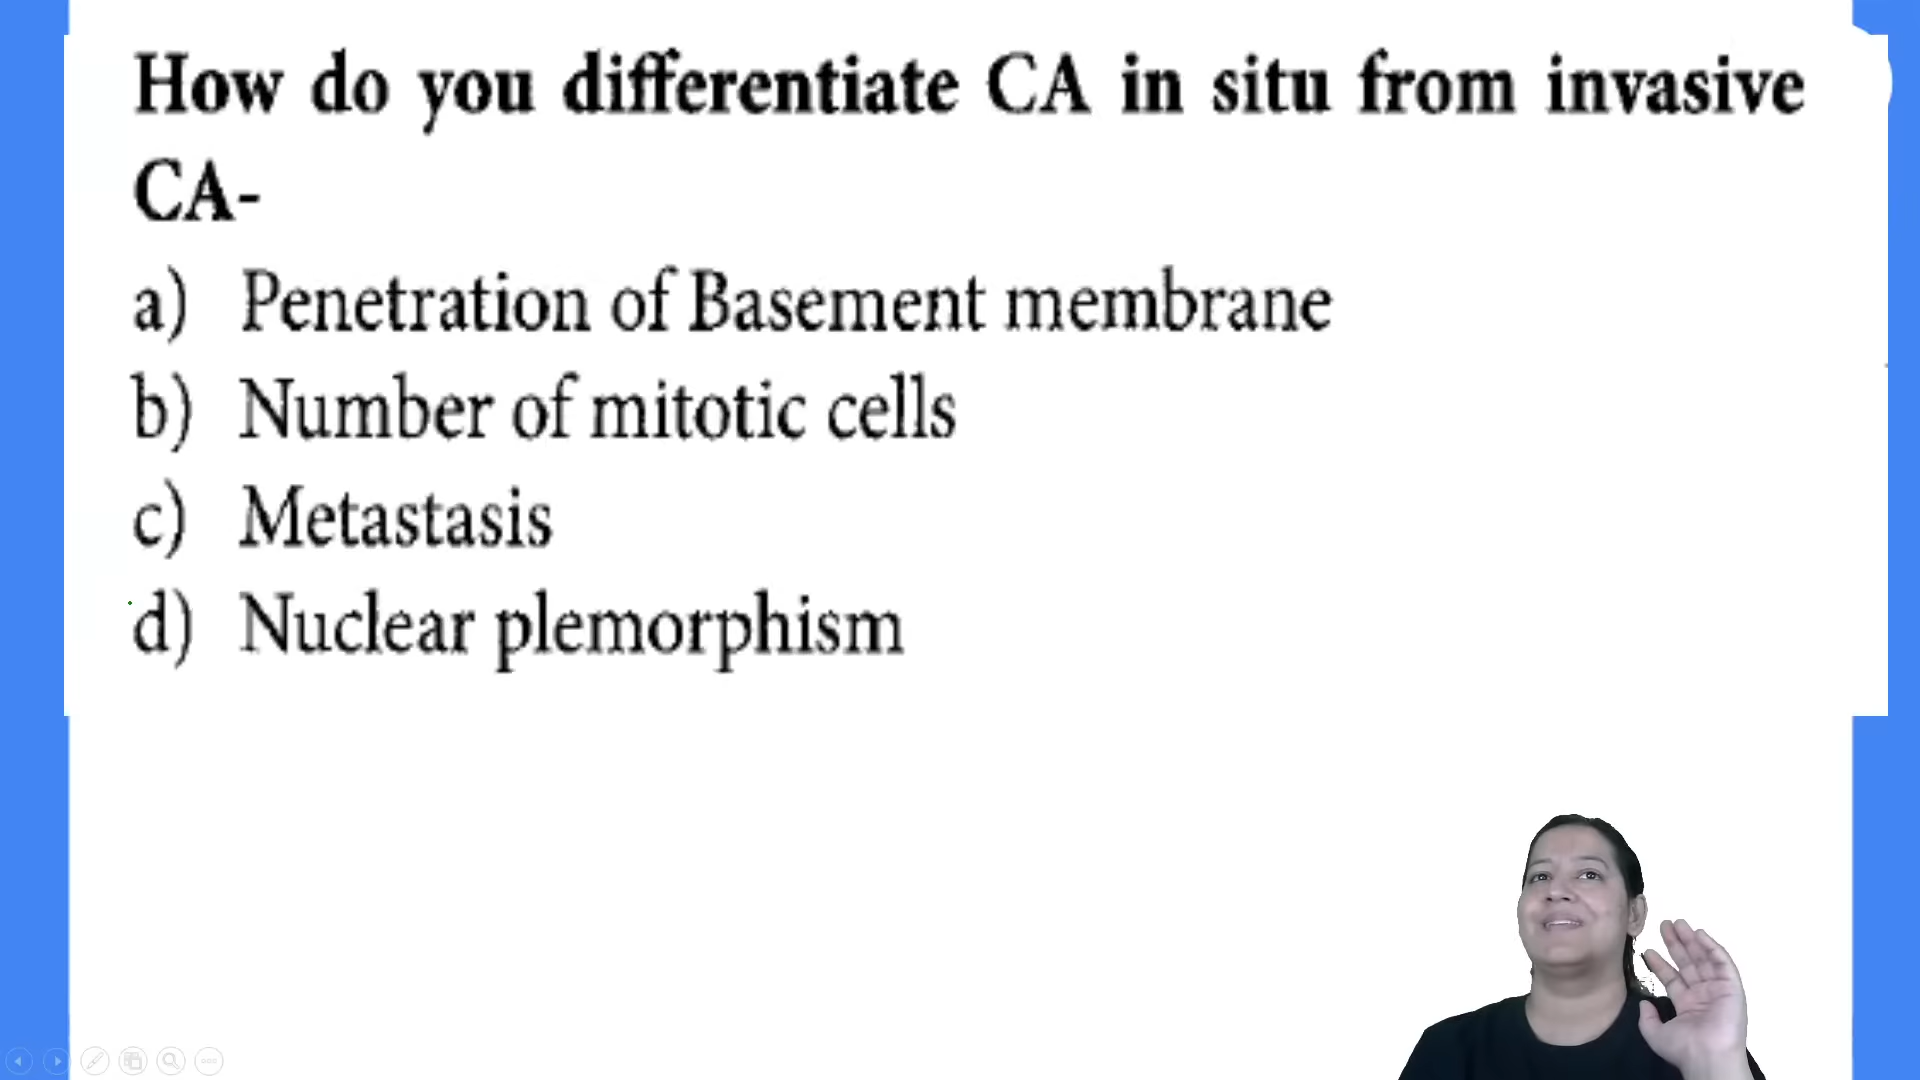 How do you differentiate CA in situ from invasive
CA-
a) Penetration of Basement membrane
b) Number of mitotic cells
c) Metastasis
d) Nuclear plemorphism